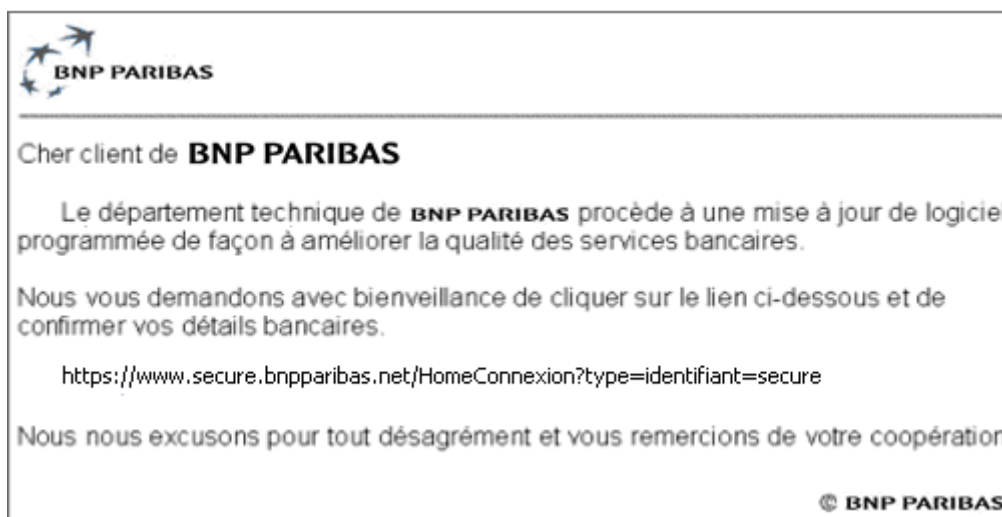 BNP PARIBAS
Cher client de BNP PARIBAS
Le département technique de BNP PARIBAS procède à une mise à jour de logiciel
programmée de façon à améliorer la qualité des services bancaires.
Nous vous demandons avec bienveillance de cliquer sur le lien ci-dessous et de
confirmer vos détails bancaires.
https://www.secure.bnpparibas.net/HomeConnexion?type=identifiant=secure
Nous nous excusons pour tout désagrément et vous remercions de votre coopération
© BNP PARIBAS